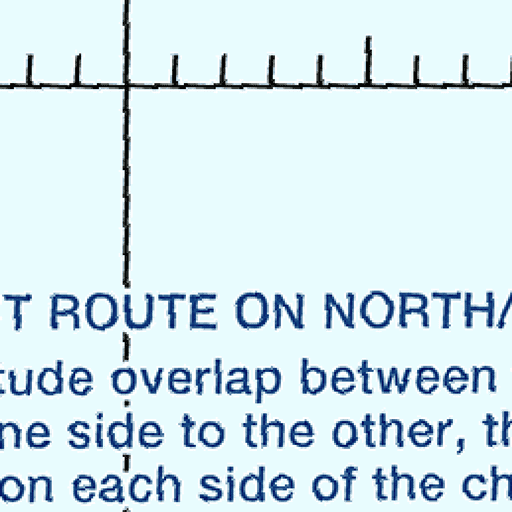 T ROUTE ON NORTH/
tude overlap between
ne side to the other, th
on each side of the ch